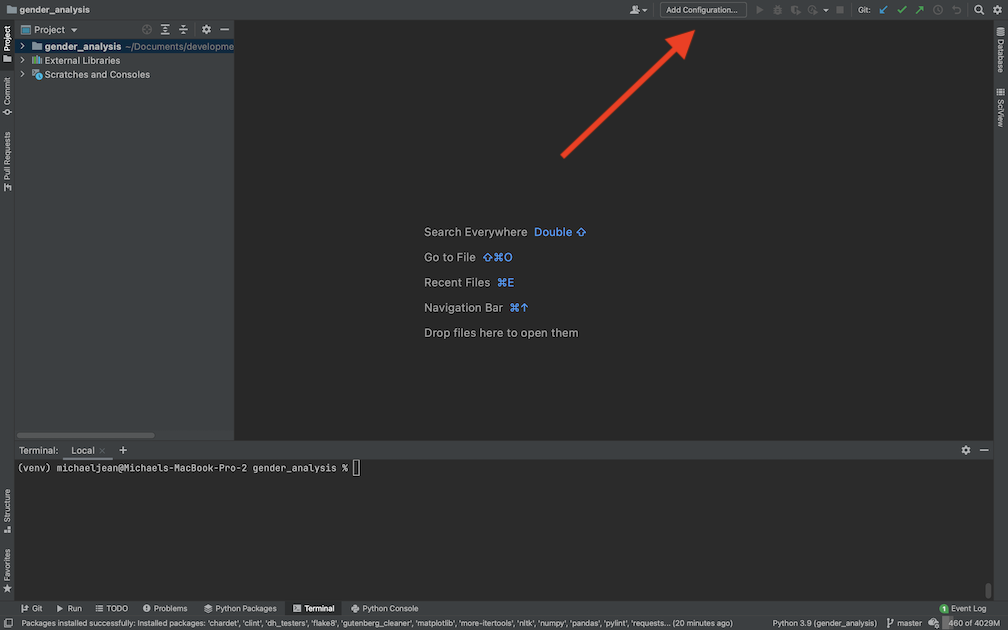 gender_analysis
Add Configuration...
Git:
Project
Project
gender_analysis ~/Documents/developme
External Libraries
Scratches and Consoles
Commit
Pull Requests
Database
SciView
Search Everywhere Double ⇧
Go to File ⇧⌘O
Recent Files ⌘E
Navigation Bar ⌘↑
Drop files here to open them
Terminal: Local × +
(venv) michaeljean@Michaels-MacBook-Pro-2 gender_analysis %
Structure
Favorites
Git Run TODO Problems Python Packages Terminal Python Console 1 Event Log
Packages installed successfully: Installed packages: 'chardet', 'clint', 'dh_testers', 'flake8', 'gutenberg_cleaner', 'matplotlib', 'more-itertools', 'nltk', 'numpy', 'pandas', 'pylint', 'requests... (20 minutes ago) Python 3.9 (gender_analysis) master 460 of 4029M